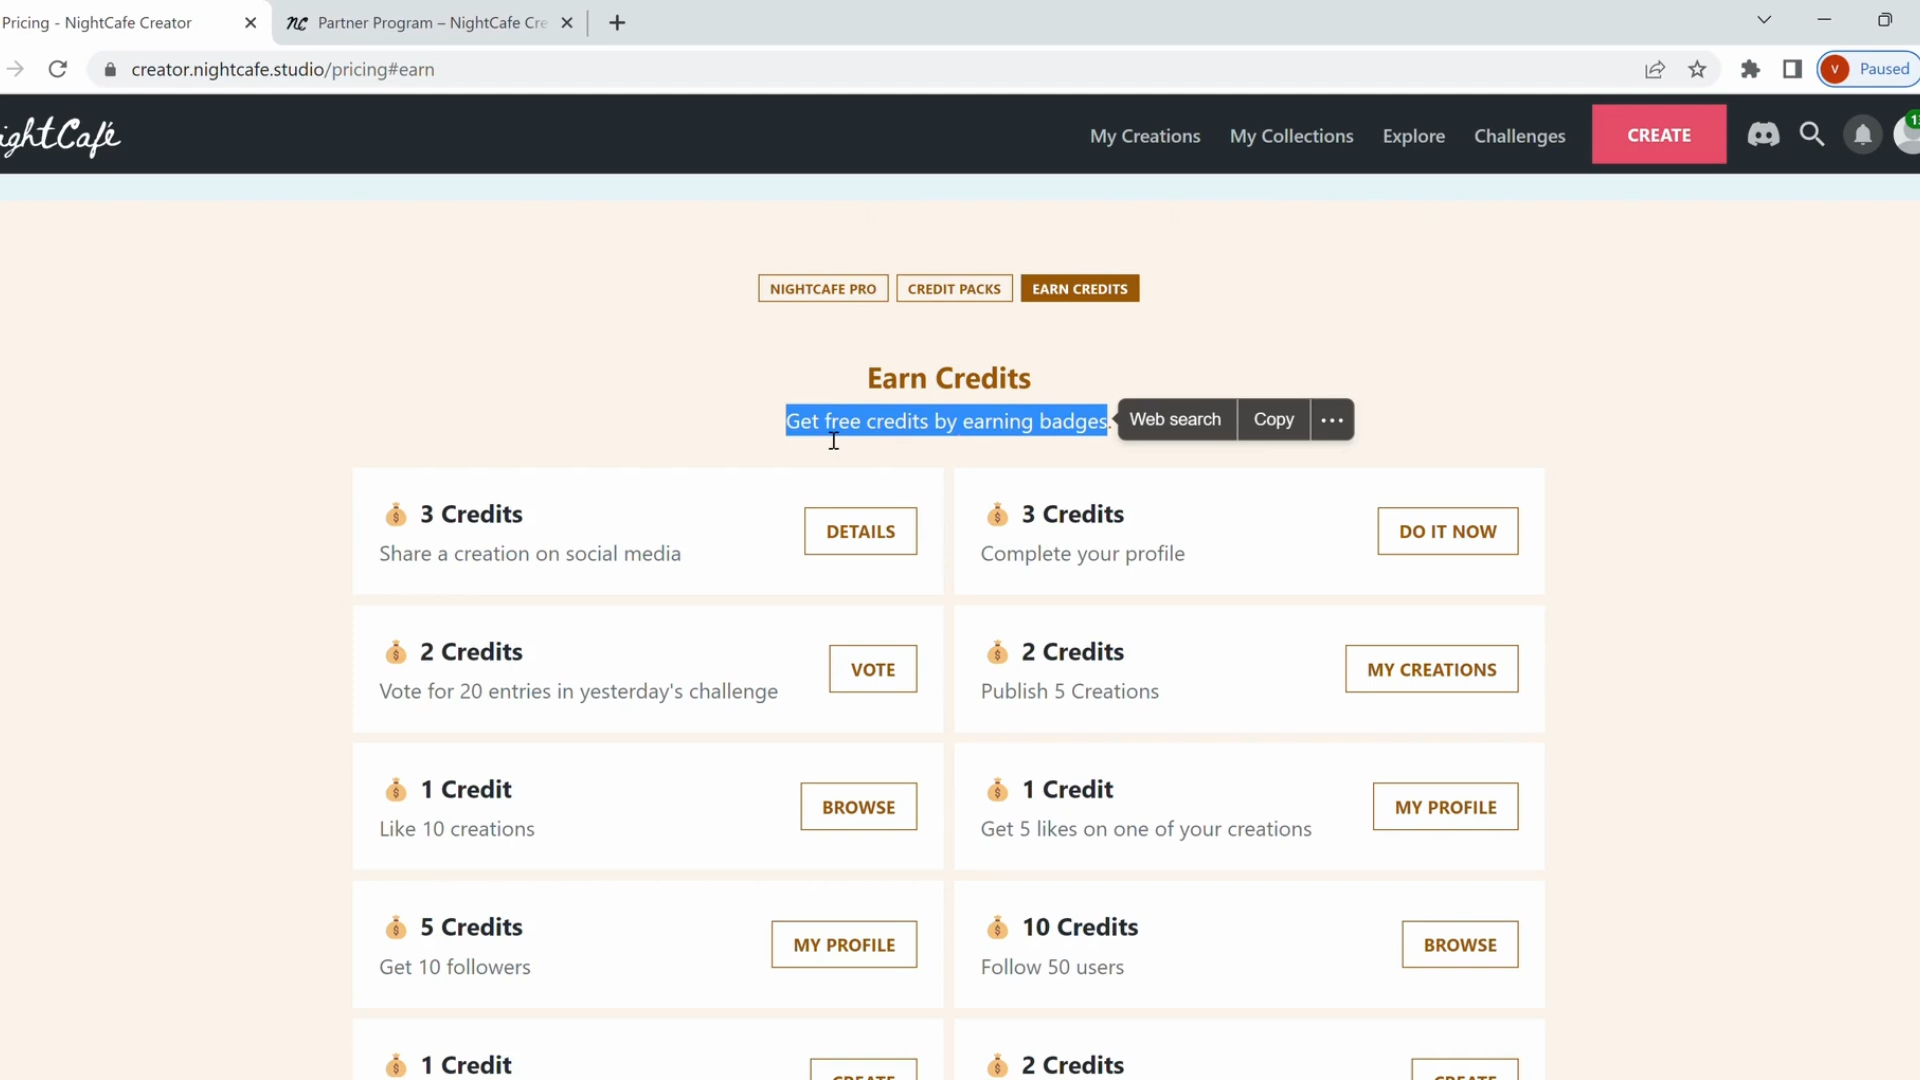 Pricing - NightCafe Creator
Partner Program – NightCafe Cre
creator.nightcafe.studio/pricing#earn
V
Paused
ightCafé
My Creations
My Collections
Explore
Challenges
CREATE
13
NIGHTCAFE PRO
CREDIT PACKS
EARN CREDITS
Earn Credits
Get free credits by earning badges.
Web search
Copy
3 Credits
Share a creation on social media
DETAILS
3 Credits
Complete your profile
DO IT NOW
2 Credits
Vote for 20 entries in yesterday's challenge
VOTE
2 Credits
Publish 5 Creations
MY CREATIONS
1 Credit
Like 10 creations
BROWSE
1 Credit
Get 5 likes on one of your creations
MY PROFILE
5 Credits
Get 10 followers
MY PROFILE
10 Credits
Follow 50 users
BROWSE
1 Credit
CREATE
2 Credits
CREATE